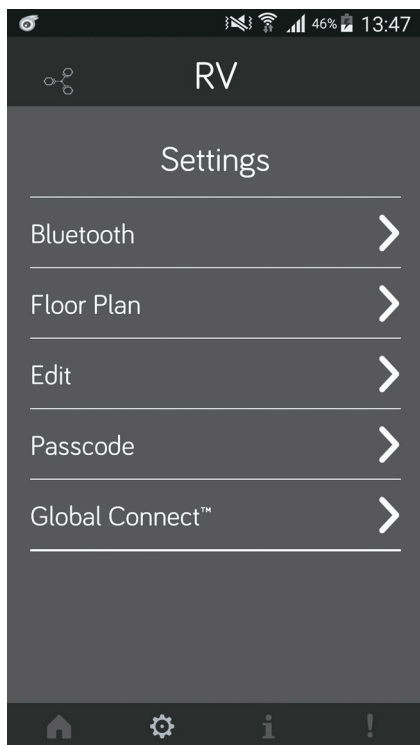 46% 13:47
RV
Settings
Bluetooth
Floor Plan
Edit
Passcode
Global Connect™